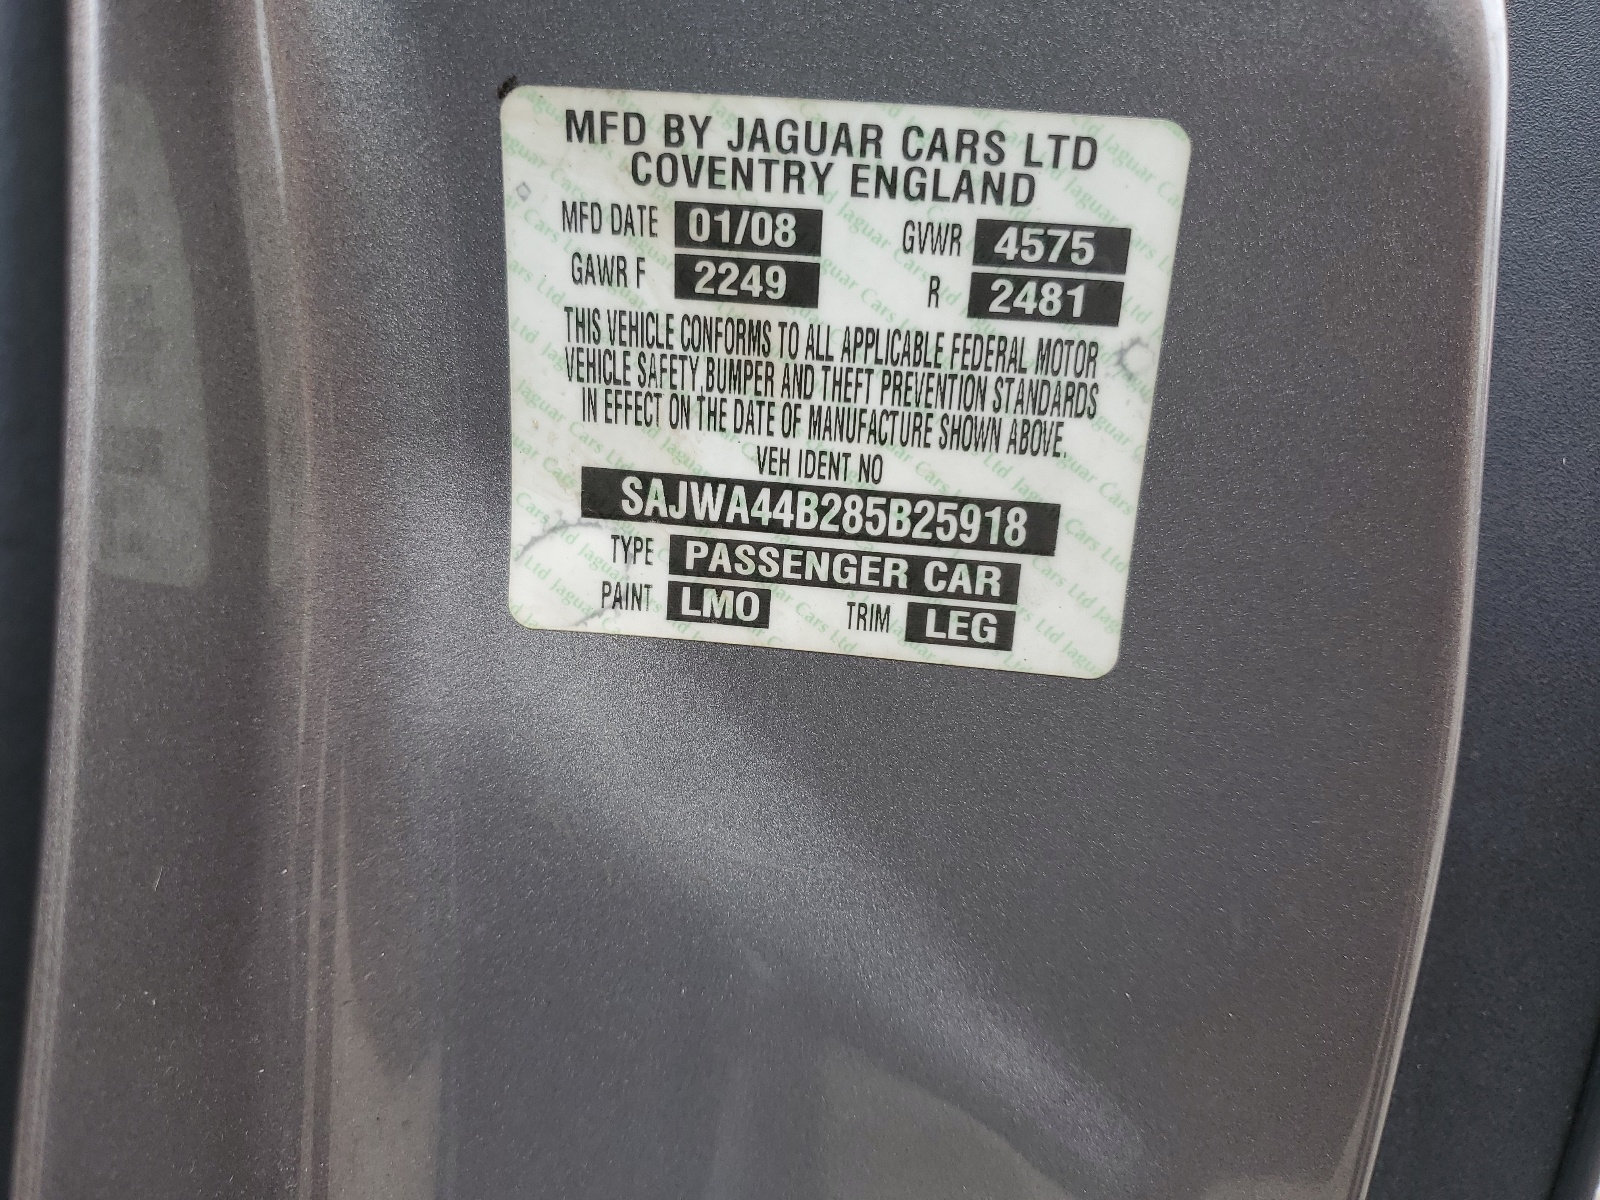 MFD BY JAGUAR CARS LTD
COVENTRY ENGLAND
MFD DATE 01/08 GVWR 4575
GAWR F 2249 R 2481
THIS VEHICLE CONFORMS TO ALL APPLICABLE FEDERAL MOTOR
VEHICLE SAFETY, BUMPER AND THEFT PREVENTION STANDARDS
IN EFFECT ON THE DATE OF MANUFACTURE SHOWN ABOVE.
VEH IDENT NO
SAJWA44B285B25918
TYPE PASSENGER CAR
PAINT LMO TRIM LEG